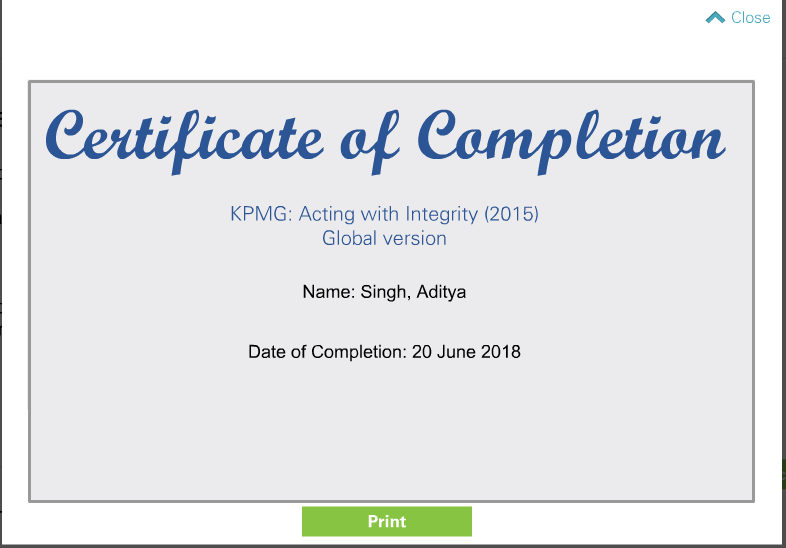 Close
Certificate of Completion
KPMG: Acting with Integrity (2015)
Global version
Name: Singh, Aditya
Date of Completion: 20 June 2018
Print